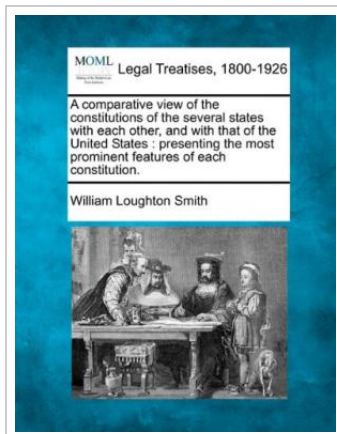 MOML
Legal Treatises, 1800-1926
A comparative view of the
constitutions of the several states
with each other, and with that of the
United States : presenting the most
prominent features of each
constitution.
William Loughton Smith